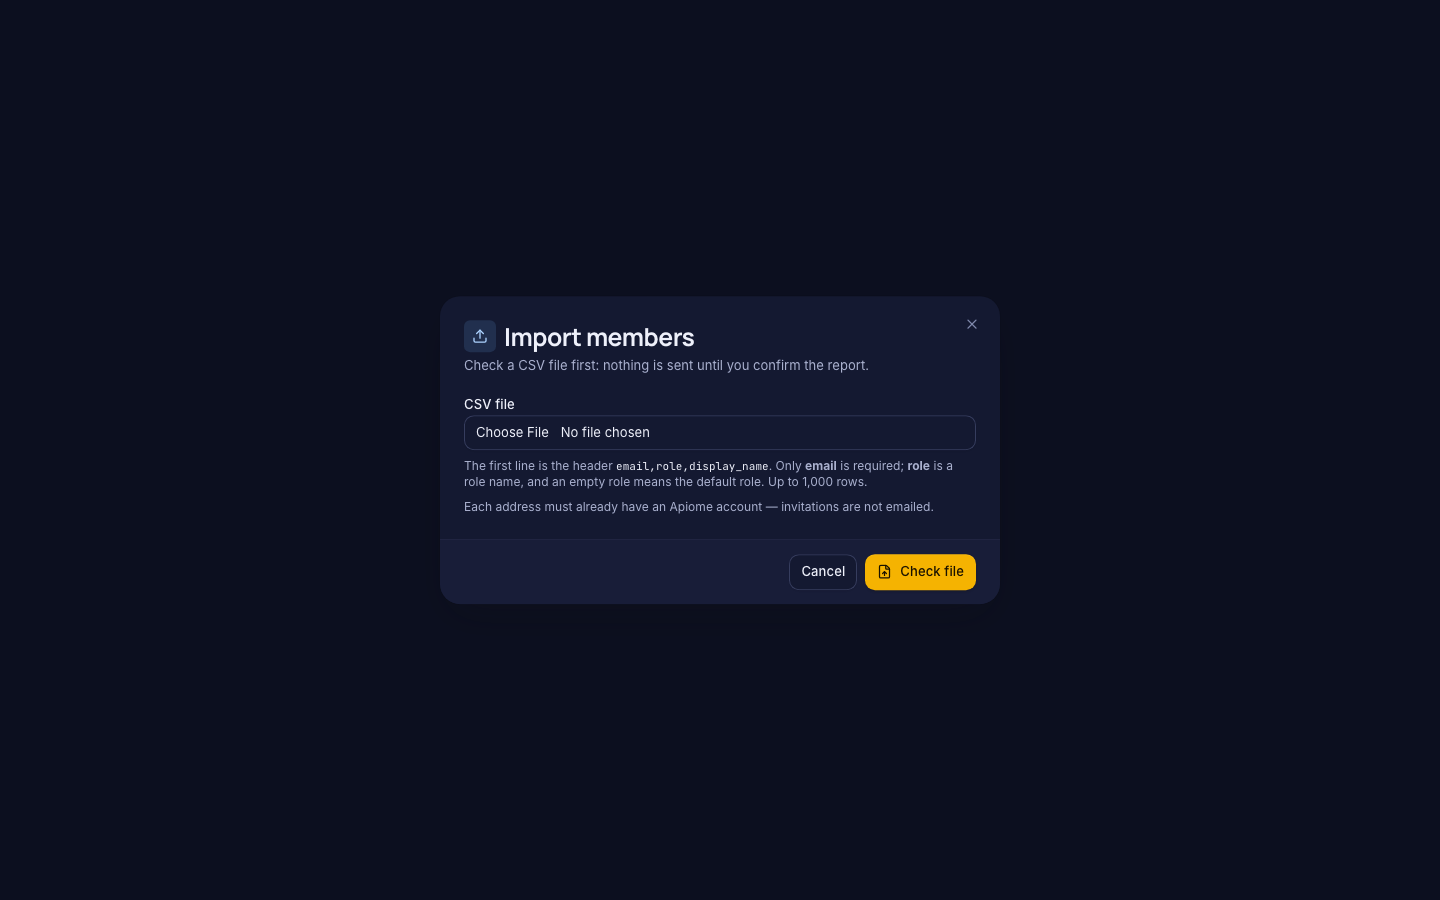 Import members
Check a CSV file first: nothing is sent until you confirm the report.
CSV file
Choose File No file chosen
The first line is the header email,role,display_name. Only email is required; role is a
role name, and an empty role means the default role. Up to 1,000 rows.
Each address must already have an Apiome account — invitations are not emailed.
Cancel
Check file